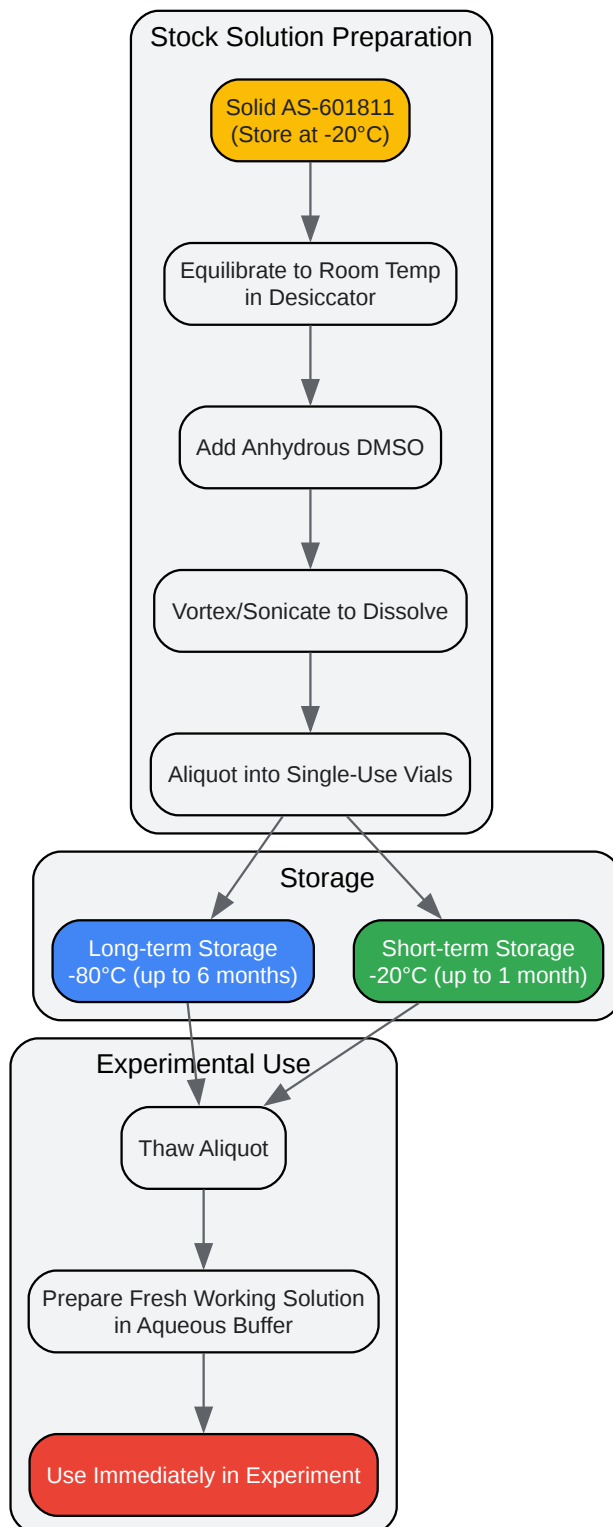 Stock Solution Preparation
Solid AS-601811
(Store at -20°C)
Equilibrate to Room Temp
in Desiccator
Add Anhydrous DMSO
Vortex/Sonicate to Dissolve
Aliquot into Single-Use Vials
Storage
Long-term Storage
-80°C (up to 6 months)
Short-term Storage
-20°C (up to 1 month)
Experimental Use
Thaw Aliquot
Prepare Fresh Working Solution
in Aqueous Buffer
Use Immediately in Experiment